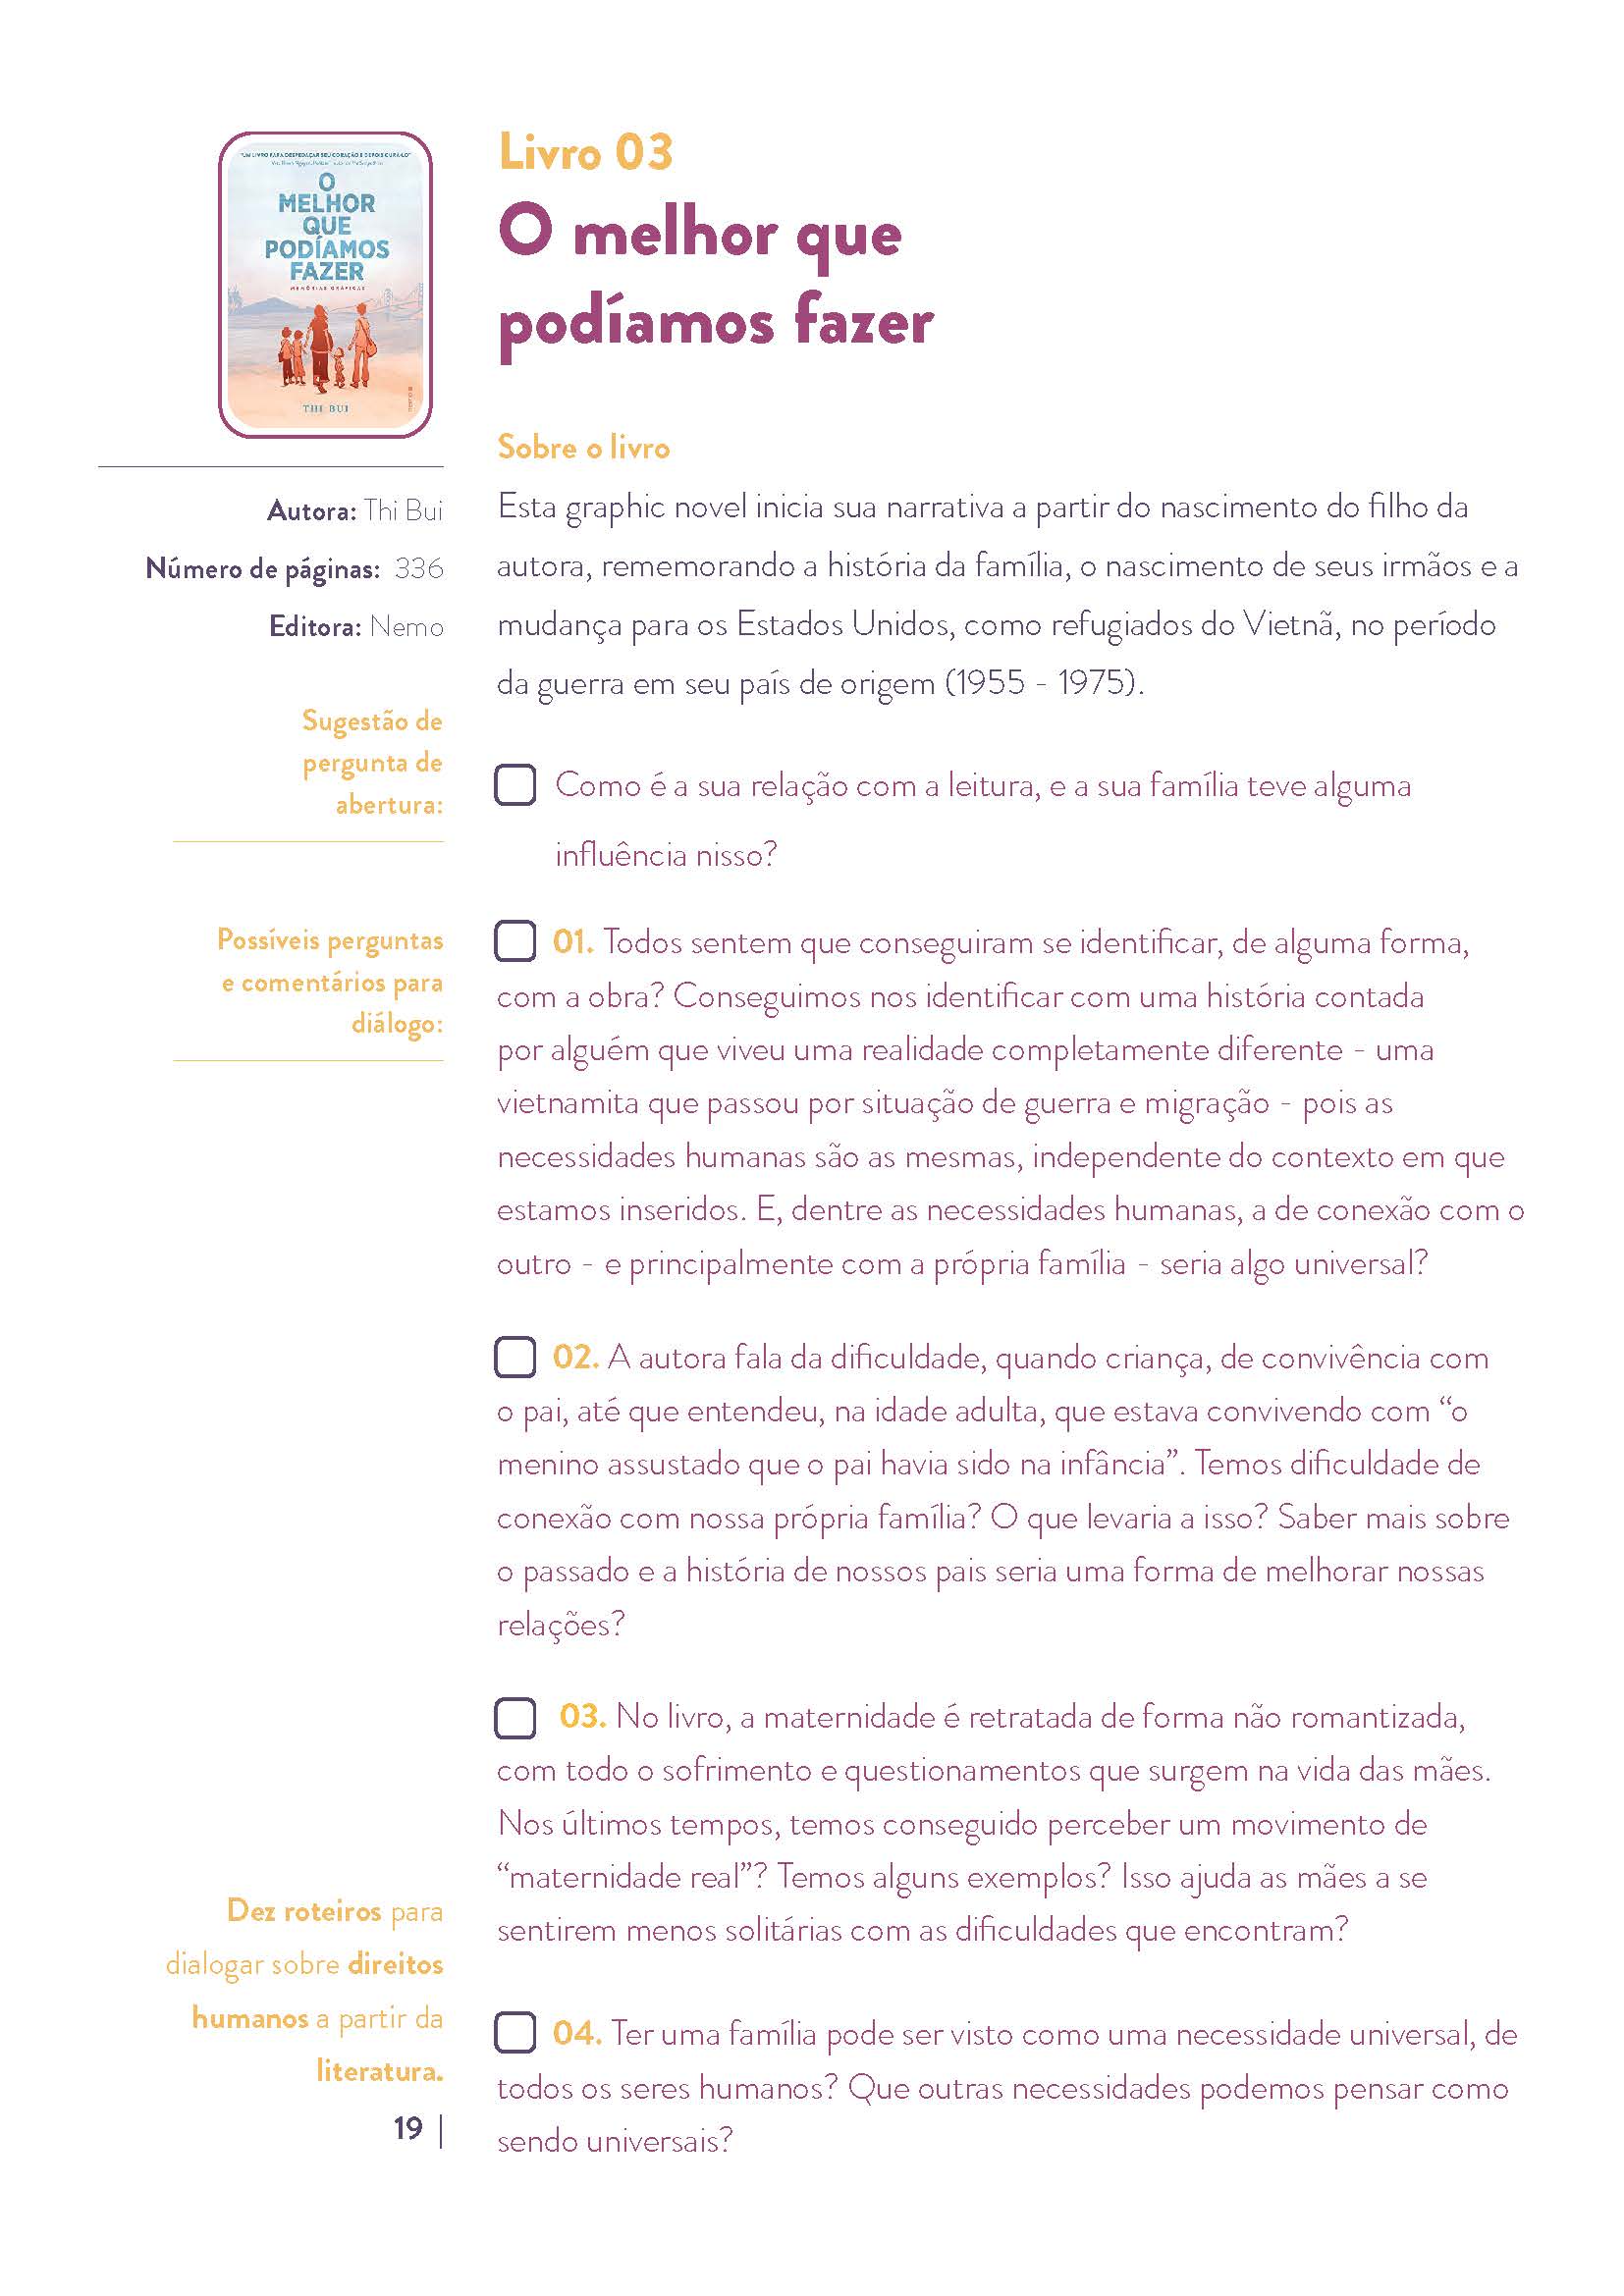 "UM LIVRO PARA DESPEDAÇAR SEU CORAÇÃO E DEPOIS CURÁ-LO"
O
MELHOR
QUE
PODÍAMOS
FAZER
MEMÓRIAS GRÁFICAS
THI BUI
Autora: Thi Bui
Número de páginas: 336
Editora: Nemo
Livro 03
O melhor que
podíamos fazer
Sobre o livro
Esta graphic novel inicia sua narrativa a partir do nascimento do filho da
autora, rememorando a história da família, o nascimento de seus irmãos e a
mudança para os Estados Unidos, como refugiados do Vietnã, no período
da guerra em seu país de origem (1955 - 1975).
Sugestão de
pergunta de
abertura:
Como é a sua relação com a leitura, e a sua família teve alguma
influência nisso?
Possíveis perguntas
e comentários para
diálogo:
01. Todos sentem que conseguiram se identificar, de alguma forma,
com a obra? Conseguimos nos identificar com uma história contada
por alguém que viveu uma realidade completamente diferente - uma
vietnamita que passou por situação de guerra e migração - pois as
necessidades humanas são as mesmas, independente do contexto em que
estamos inseridos. E, dentre as necessidades humanas, a de conexão com o
outro - e principalmente com a própria família - seria algo universal?
02. A autora fala da dificuldade, quando criança, de convivência com
o pai, até que entendeu, na idade adulta, que estava convivendo com “o
menino assustado que o pai havia sido na infância”. Temos dificuldade de
conexão com nossa própria família? O que levaria a isso? Saber mais sobre
o passado e a história de nossos pais seria uma forma de melhorar nossas
relações?
03. No livro, a maternidade é retratada de forma não romantizada,
com todo o sofrimento e questionamentos que surgem na vida das mães.
Nos últimos tempos, temos conseguido perceber um movimento de
“maternidade real”? Temos alguns exemplos? Isso ajuda as mães a se
sentirem menos solitárias com as dificuldades que encontram?
04. Ter uma família pode ser visto como uma necessidade universal, de
todos os seres humanos? Que outras necessidades podemos pensar como
sendo universais?
Dez roteiros para
dialogar sobre direitos
humanos a partir da
literatura.
19 |